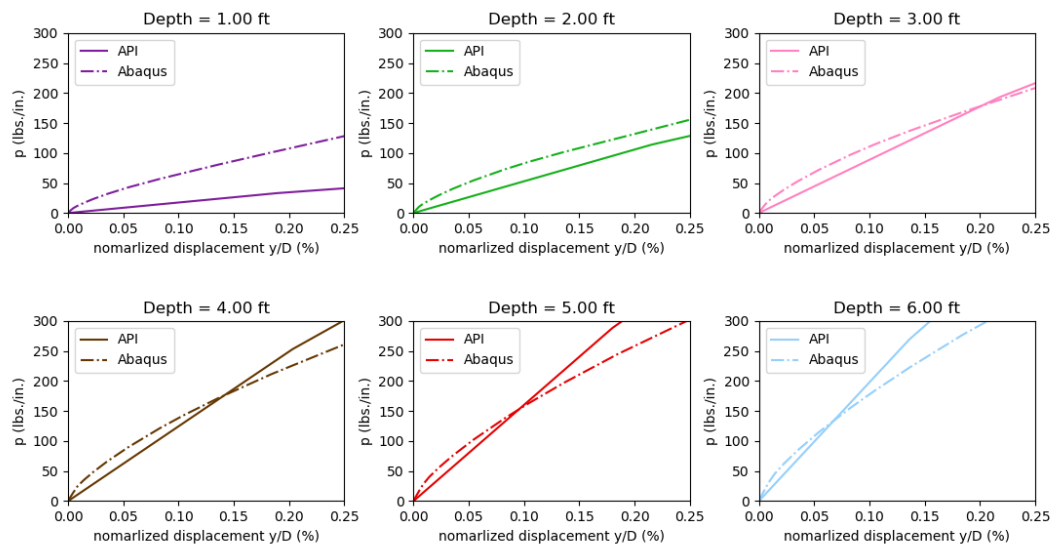 Depth = 1.00 ft
300
250
200
150
100
50
0
p (lbs./in.)
API
Abaqus
0.00 0.05 0.10 0.15 0.20 0.25
nomarlized displacement y/D (%)
Depth = 2.00 ft
300
250
200
150
100
50
0
p (lbs./in.)
API
Abaqus
0.00 0.05 0.10 0.15 0.20 0.25
nomarlized displacement y/D (%)
Depth = 3.00 ft
300
250
200
150
100
50
0
p (lbs./in.)
API
Abaqus
0.00 0.05 0.10 0.15 0.20 0.25
nomarlized displacement y/D (%)
Depth = 4.00 ft
300
250
200
150
100
50
0
p (lbs./in.)
API
Abaqus
0.00 0.05 0.10 0.15 0.20 0.25
nomarlized displacement y/D (%)
Depth = 5.00 ft
300
250
200
150
100
50
0
p (lbs./in.)
API
Abaqus
0.00 0.05 0.10 0.15 0.20 0.25
nomarlized displacement y/D (%)
Depth = 6.00 ft
300
250
200
150
100
50
0
p (lbs./in.)
API
Abaqus
0.00 0.05 0.10 0.15 0.20 0.25
nomarlized displacement y/D (%)